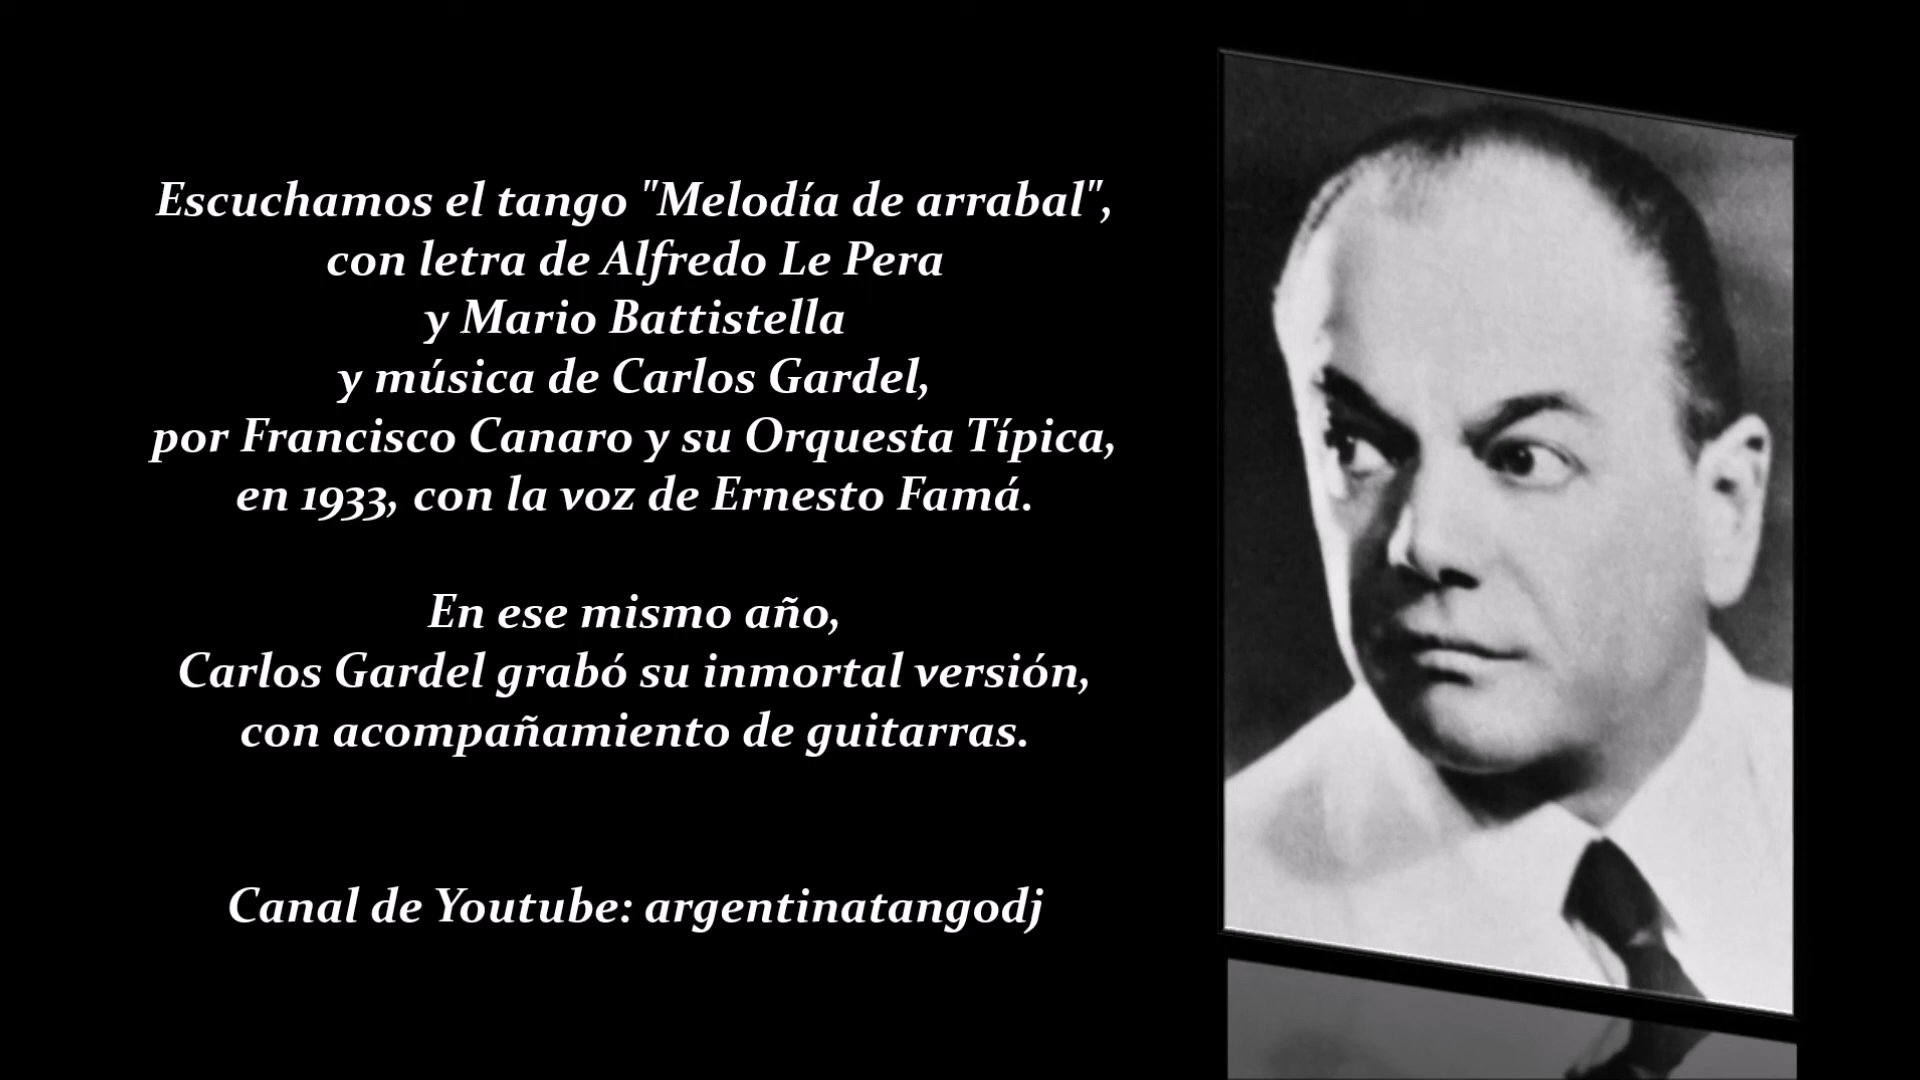 Escuchamos el tango "Melodía de arrabal",
con letra de Alfredo Le Pera
y Mario Battistella
y música de Carlos Gardel,
por Francisco Canaro y su Orquesta Típica,
en 1933, con la voz de Ernesto Famá.
En ese mismo año,
Carlos Gardel grabó su inmortal versión,
con acompañamiento de guitarras.
Canal de Youtube: argentinatangodj